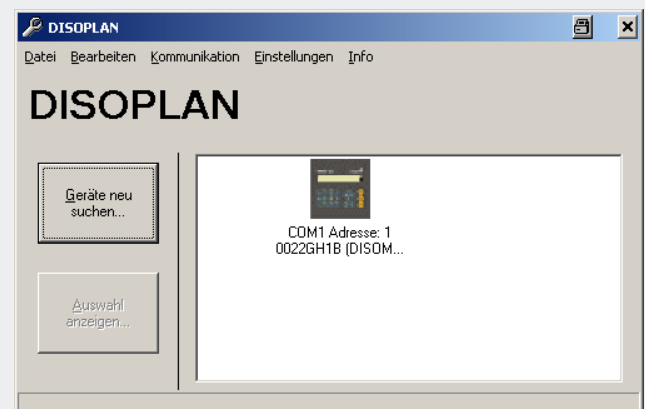 DISOPLAN
Datei Bearbeiten Kommunikation Einstellungen Info
DISOPLAN
Geräte neu
suchen...
COM1 Adresse: 1
0022GH1B (DISOM...
Auswahl
anzeigen...